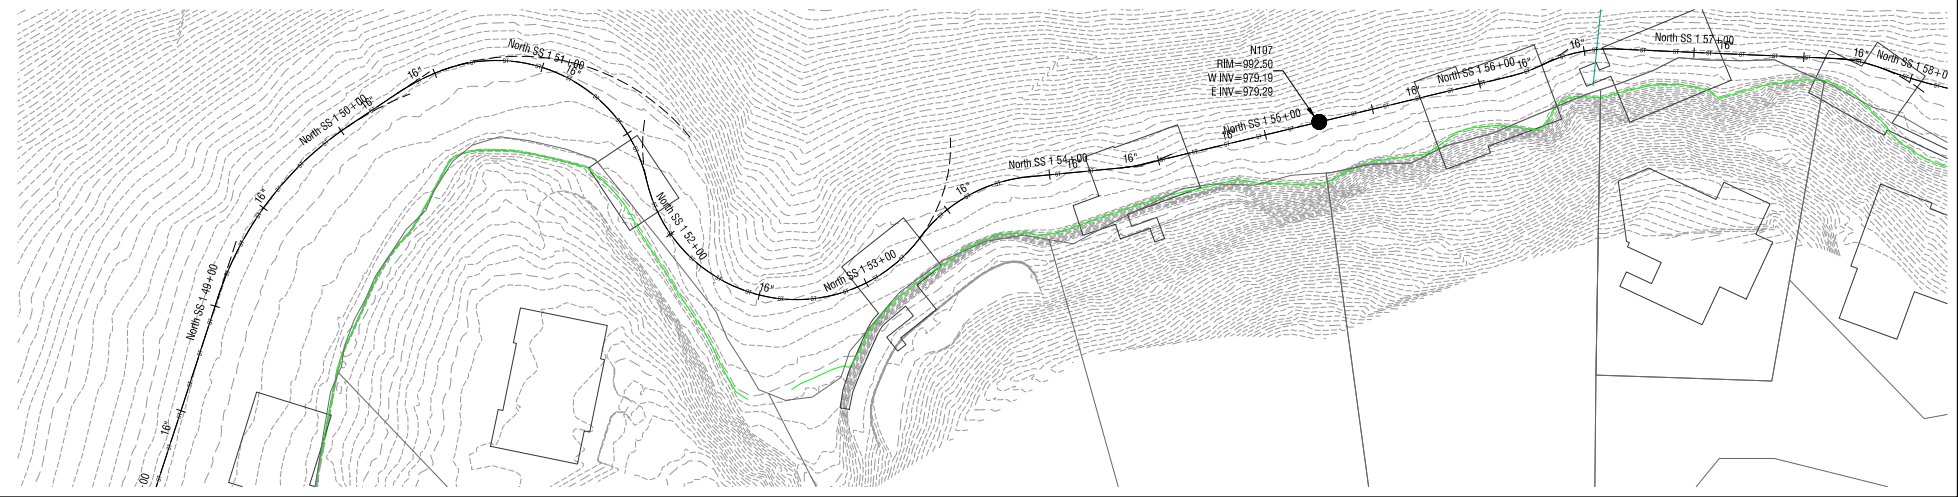 North SS 1 51+00
16"
16"
N107
RIM=992.50
W INV=979.19
E INV=979.29
North SS 1 57+00
16"
16"
16"
North SS 1 58+0
North SS 1 56+00
16"
16"
North SS 1 50+00
16"
North SS 1 55+00
16"
North SS 1 54+00
16"
16"
16"
16"
North SS 1 52+00
North SS 1 53+00
16"
North SS 1 49+00
16"
00